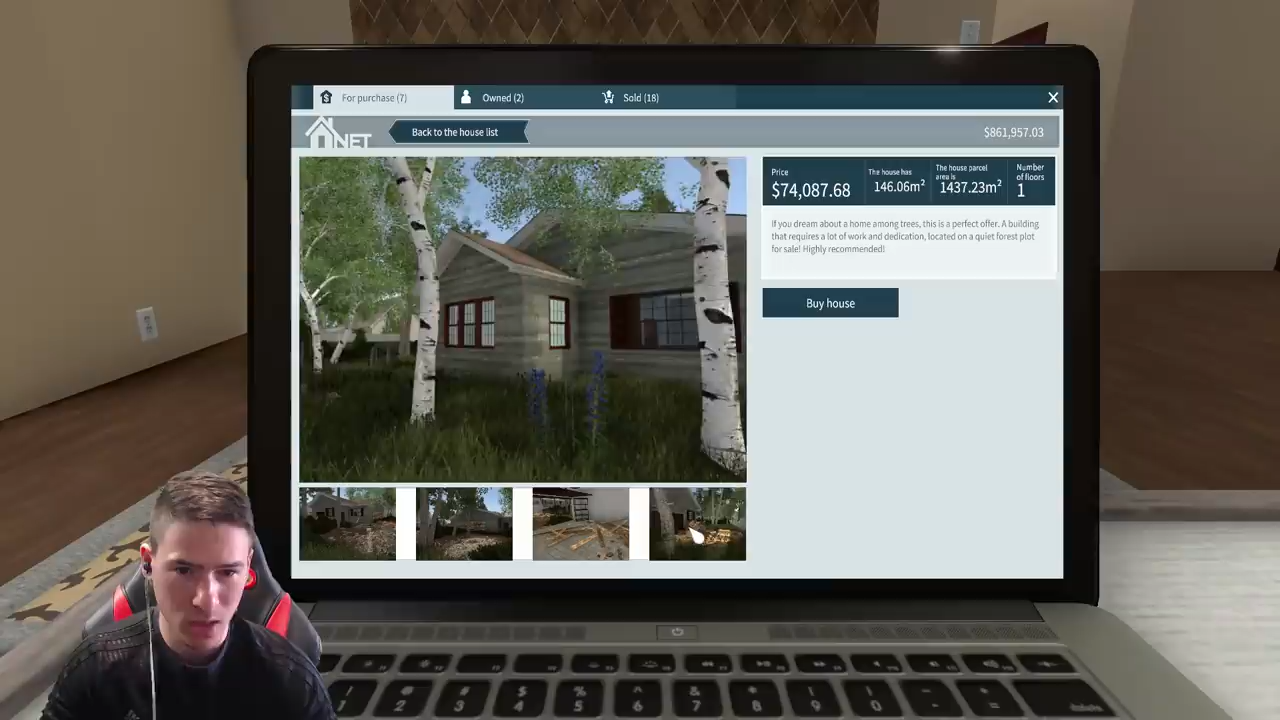 For purchase (7)
Owned (2)
Sold (18)
NET
Back to the house list
$861,957.03
Price
$74,087.68
The house has
146.06m²
The house parcel
area is
1437.23m²
Number
of floors
1
If you dream about a home among trees, this is a perfect offer. A building
that requires a lot of work and dedication, located on a quiet forest plot
for sale! Highly recommended!
Buy house